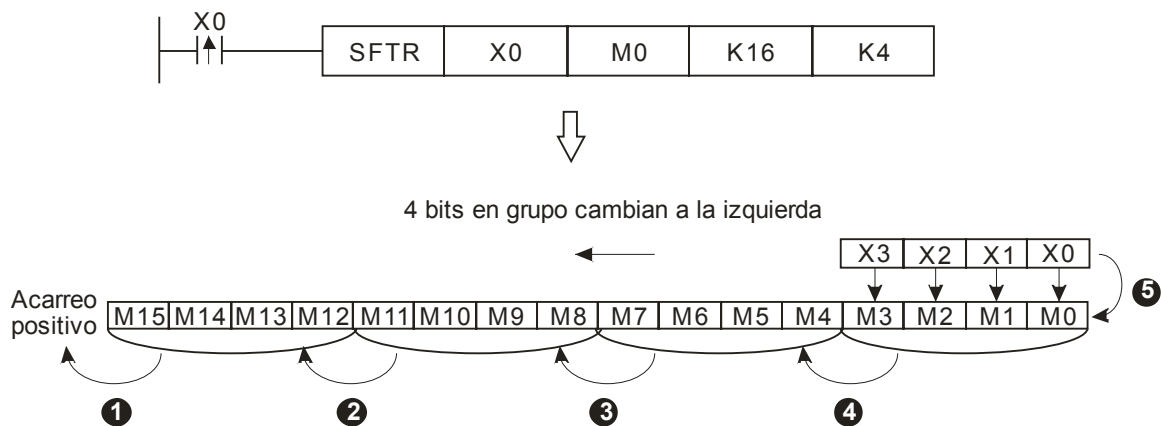 X0
SFTR X0 M0 K16 K4
4 bits en grupo cambian a la izquierda
X3 X2 X1 X0
5
Acarreo
positivo
M15 M14 M13 M12 M11 M10 M9 M8 M7 M6 M5 M4 M3 M2 M1 M0
1 2 3 4